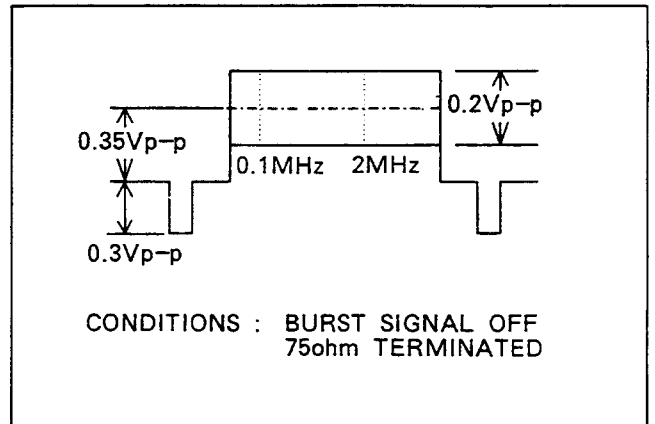 0.2Vp-p
0.35Vp-p
0.1MHz 2MHz
0.3Vp-p
CONDITIONS : BURST SIGNAL OFF
75ohm TERMINATED